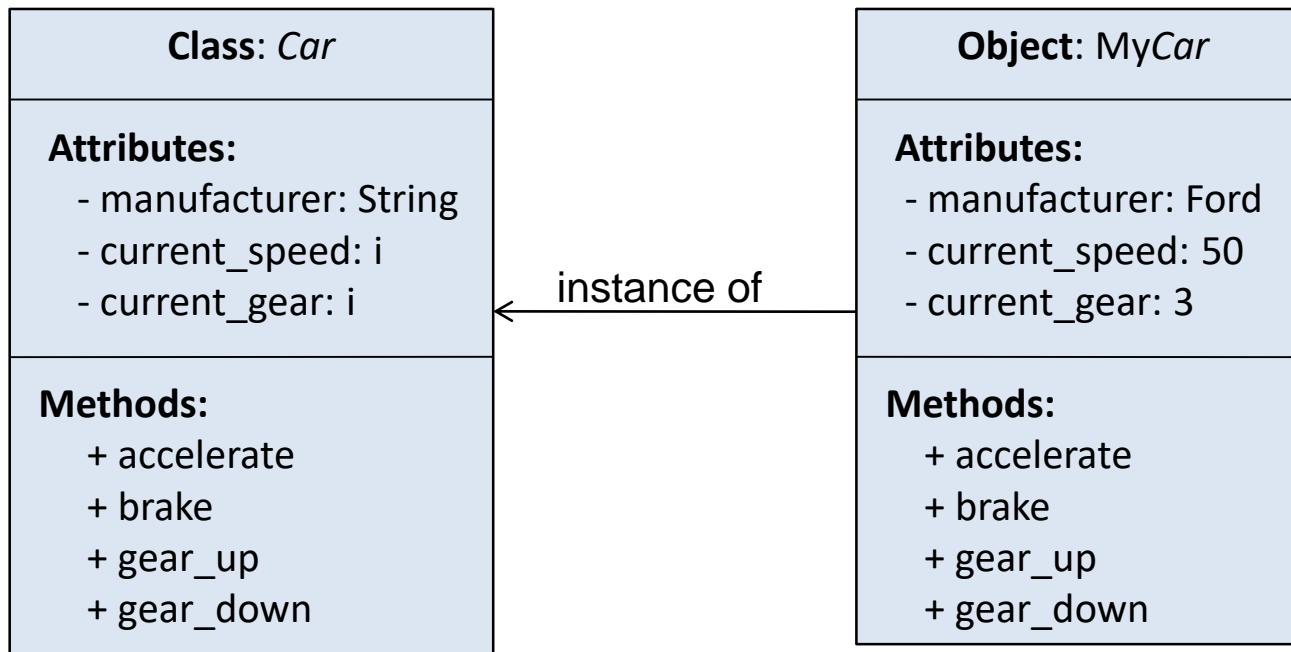 Class: Car
Attributes:
- manufacturer: String
- current_speed: i
- current_gear: i
Methods:
+ accelerate
+ brake
+ gear_up
+ gear_down
instance of
Object: MyCar
Attributes:
- manufacturer: Ford
- current_speed: 50
- current_gear: 3
Methods:
+ accelerate
+ brake
+ gear_up
+ gear_down